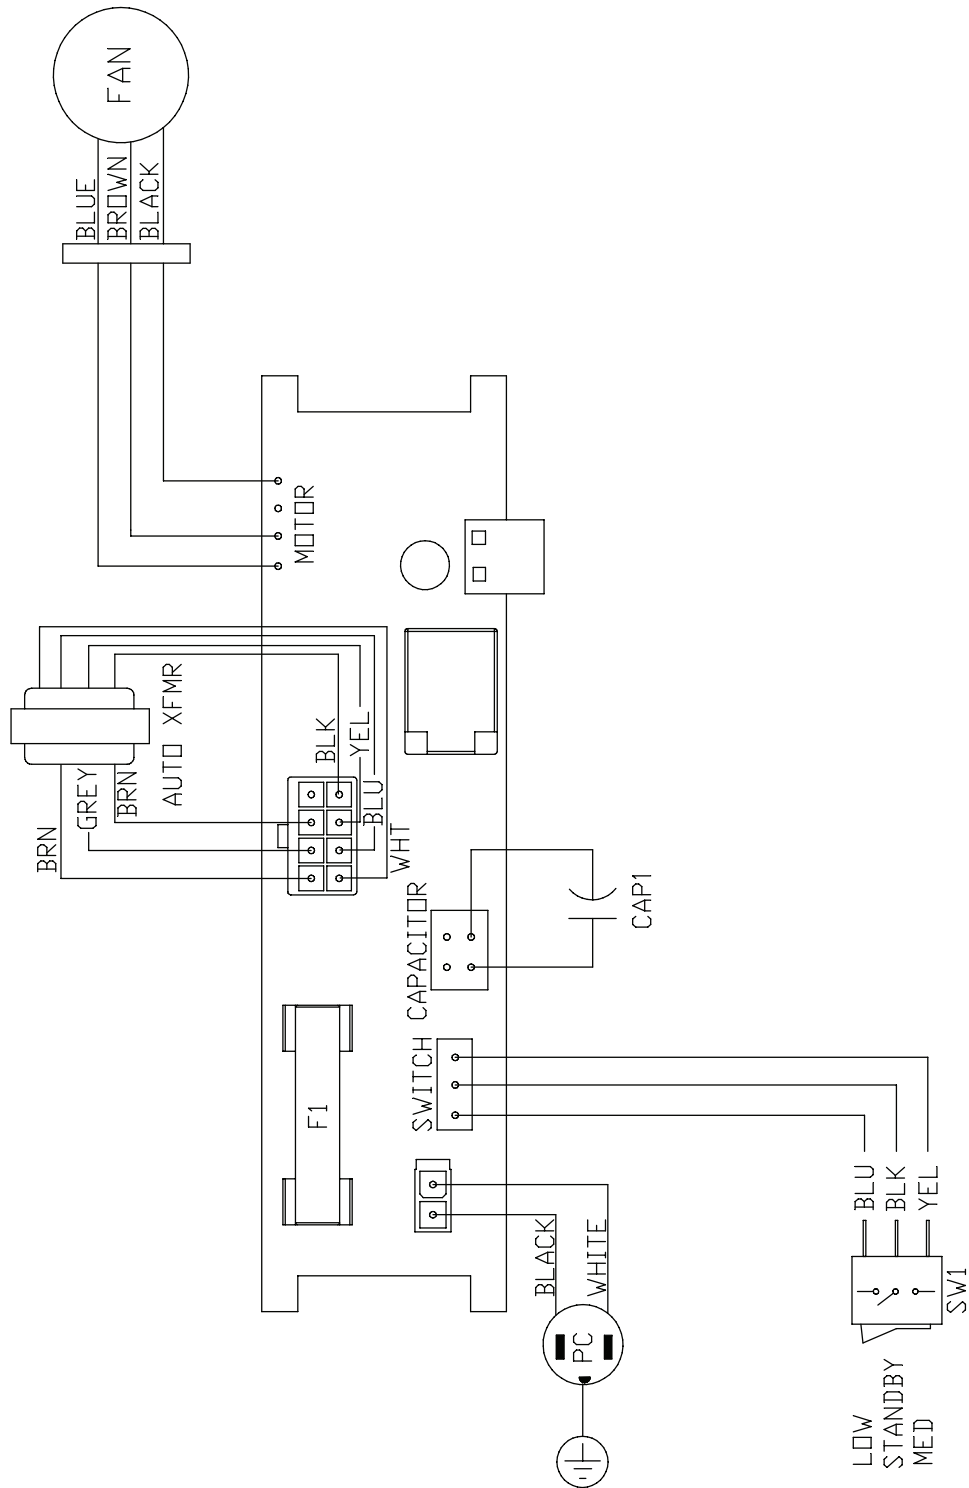 FAN
BLUE
BROWN
BLACK
MOTOR
AUTO XFMR
BLK
YEL
BLU
WHT
BRN
GREY
BRN
CAPACITOR
CAP1
F1
SWITCH
BLACK
WHITE
PC
BLU
BLK
YEL
SW1
LOW
STANDBY
MED